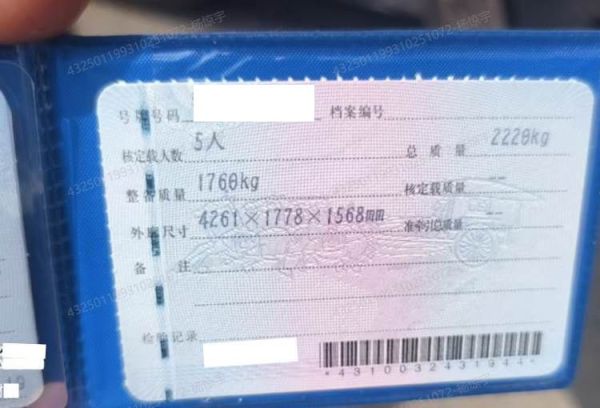 号牌号码 档案编号
核定载人数 5人 总质量 2220kg
整备质量 1760kg 核定载质量 --
外廓尺寸 4261×1778×1568mm 准牵引总质量 --
备注
检验记录
*4310032431944*